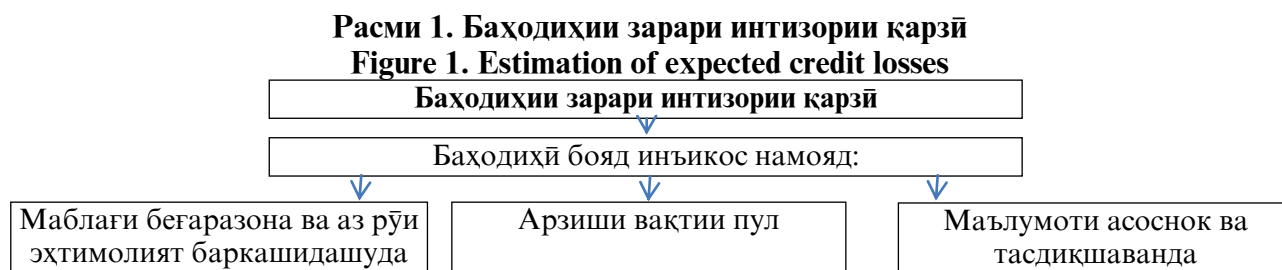 Расми 1. Баҳодиҳии зарари интизории қарзӣ
Figure 1. Estimation of expected credit losses
Баҳодиҳии зарари интизории қарзӣ
Баҳодиҳӣ бояд инъикос намояд:
Маблағи беғаразона ва аз рӯи
эҳтимолият баркашидашуда
Арзиши вақтии пул
Маълумоти асоснок ва
тасдиқшаванда